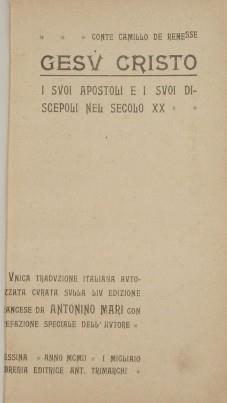 CONTE CAMILLO DE RENESSE
GESV CRISTO
I SVOI APOSTOLI E I SVOI DI-
SCEPOLI NEL SECOLO XX
VNICA TRADVZIONE ITALIANA AVTO-
ZZATA CVRATA SVLLA LIV EDIZIONE
RANCESE DA ANTONINO MARI CON
REFAZIONE SPECIALE DELL'AVTORE
ESSINA * ANNO MCMII * I MIGLIAIO
BRERIA EDITRICE ANT. TRIMARCHI